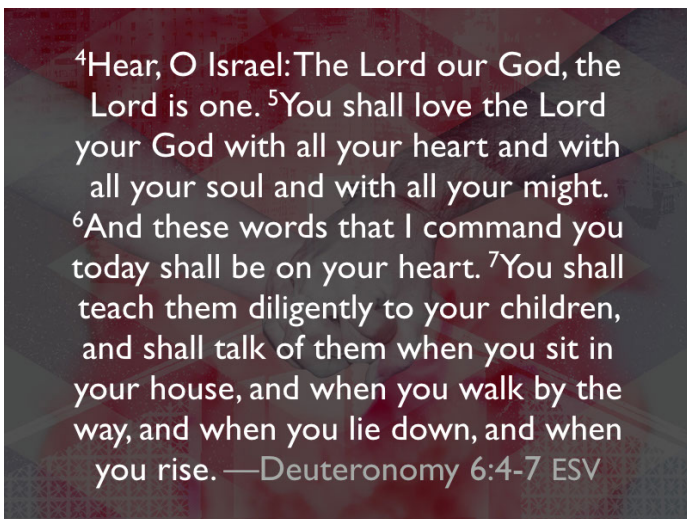 ⁴Hear, O Israel: The Lord our God, the
Lord is one. ⁵You shall love the Lord
your God with all your heart and with
all your soul and with all your might.
⁶And these words that I command you
today shall be on your heart. ⁷You shall
teach them diligently to your children,
and shall talk of them when you sit in
your house, and when you walk by the
way, and when you lie down, and when
you rise. —Deuteronomy 6:4-7 ESV